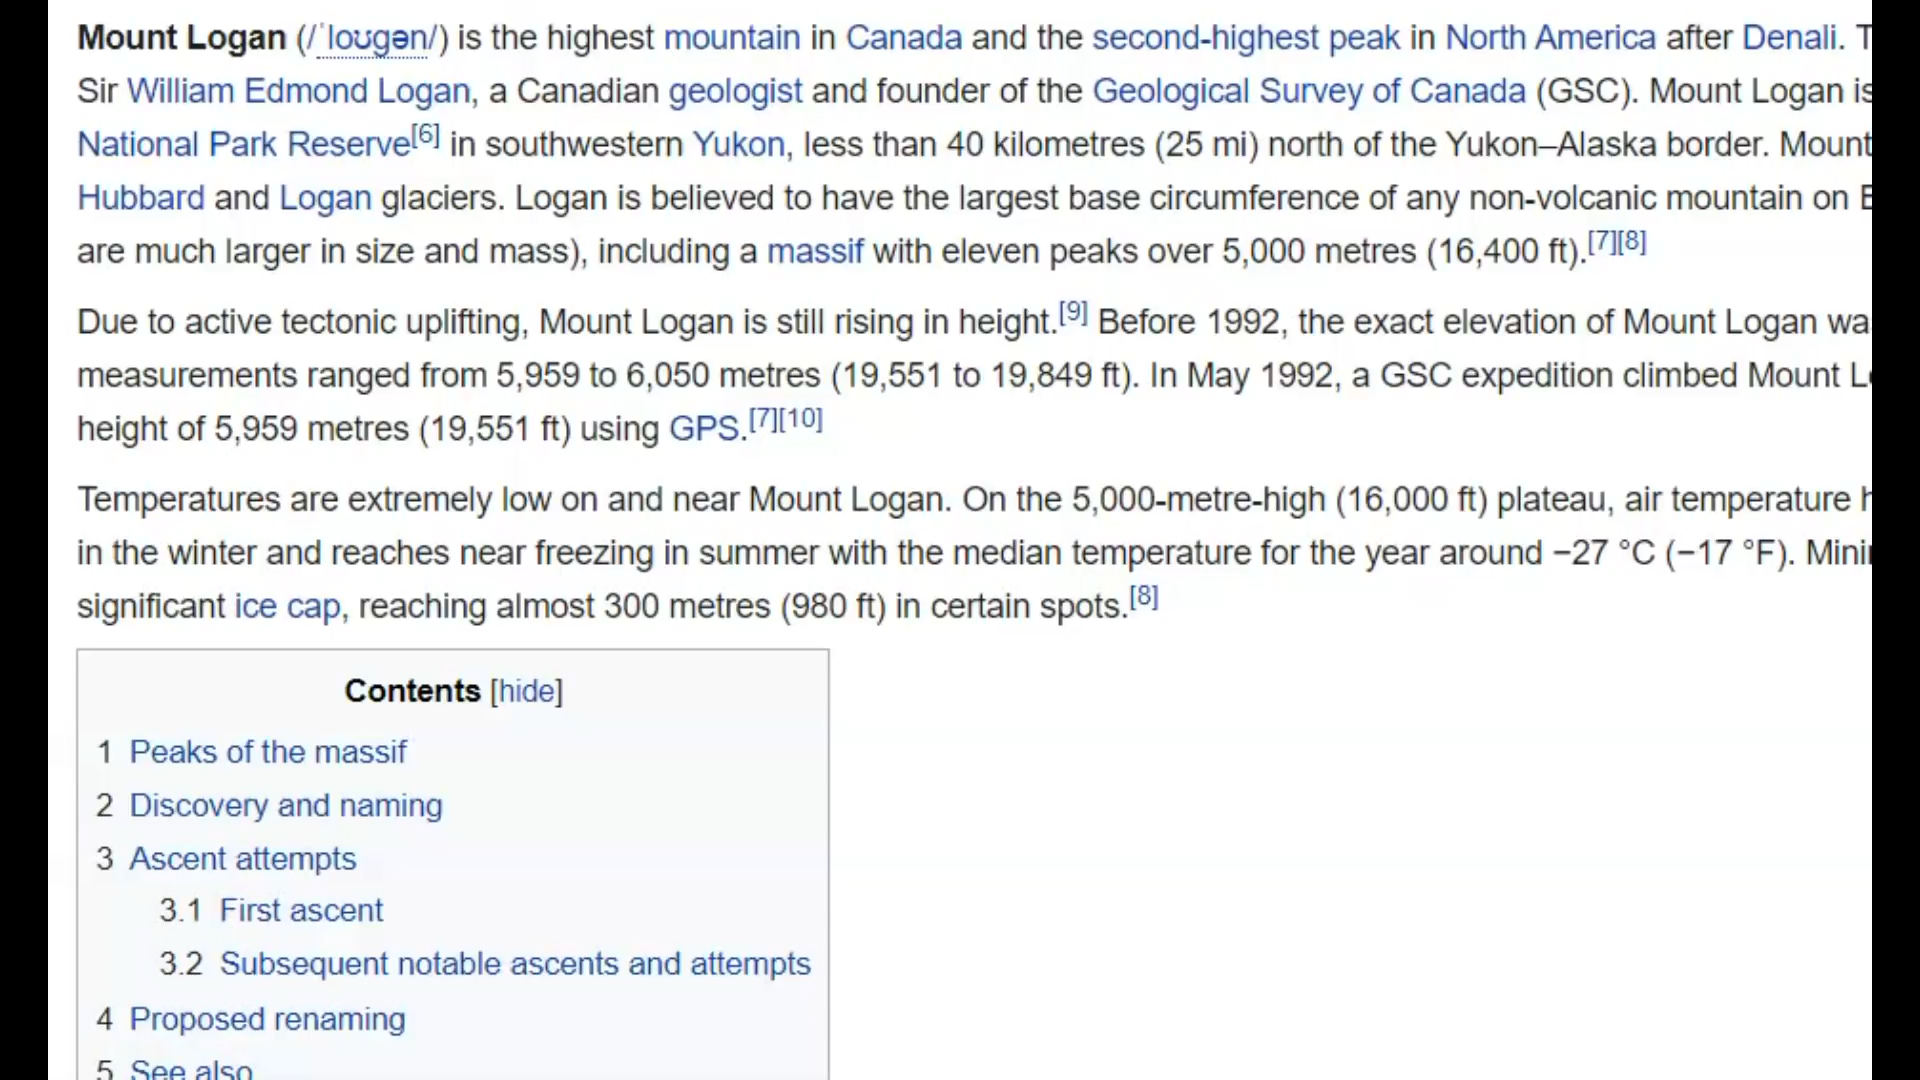 Mount Logan (/ˈloʊɡən/) is the highest mountain in Canada and the second-highest peak in North America after Denali. T
Sir William Edmond Logan, a Canadian geologist and founder of the Geological Survey of Canada (GSC). Mount Logan is
National Park Reserve[6] in southwestern Yukon, less than 40 kilometres (25 mi) north of the Yukon–Alaska border. Mount
Hubbard and Logan glaciers. Logan is believed to have the largest base circumference of any non-volcanic mountain on E
are much larger in size and mass), including a massif with eleven peaks over 5,000 metres (16,400 ft).[7][8]
Due to active tectonic uplifting, Mount Logan is still rising in height.[9] Before 1992, the exact elevation of Mount Logan wa
measurements ranged from 5,959 to 6,050 metres (19,551 to 19,849 ft). In May 1992, a GSC expedition climbed Mount L
height of 5,959 metres (19,551 ft) using GPS.[7][10]
Temperatures are extremely low on and near Mount Logan. On the 5,000-metre-high (16,000 ft) plateau, air temperature h
in the winter and reaches near freezing in summer with the median temperature for the year around −27 °C (−17 °F). Mini
significant ice cap, reaching almost 300 metres (980 ft) in certain spots.[8]
Contents [hide]
1 Peaks of the massif
2 Discovery and naming
3 Ascent attempts
3.1 First ascent
3.2 Subsequent notable ascents and attempts
4 Proposed renaming
5 See also